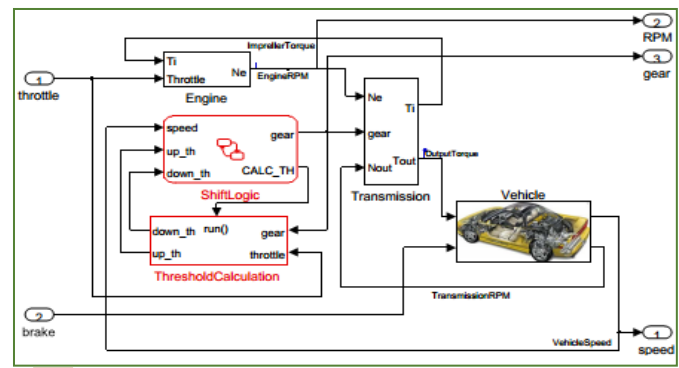 2
RPM
ImprellerTorque
3
gear
Ti
Throttle
Ne
EngineRPM
Engine
1
throttle
Ne
Ti
gear
Nout
Tout
OutputTorque
Transmission
speed
up_th
down_th
gear
CALC_TH
ShiftLogic
Vehicle
down_th
run()
gear
up_th
throttle
ThresholdCalculation
TransmissionRPM
2
brake
VehicleSpeed
1
speed